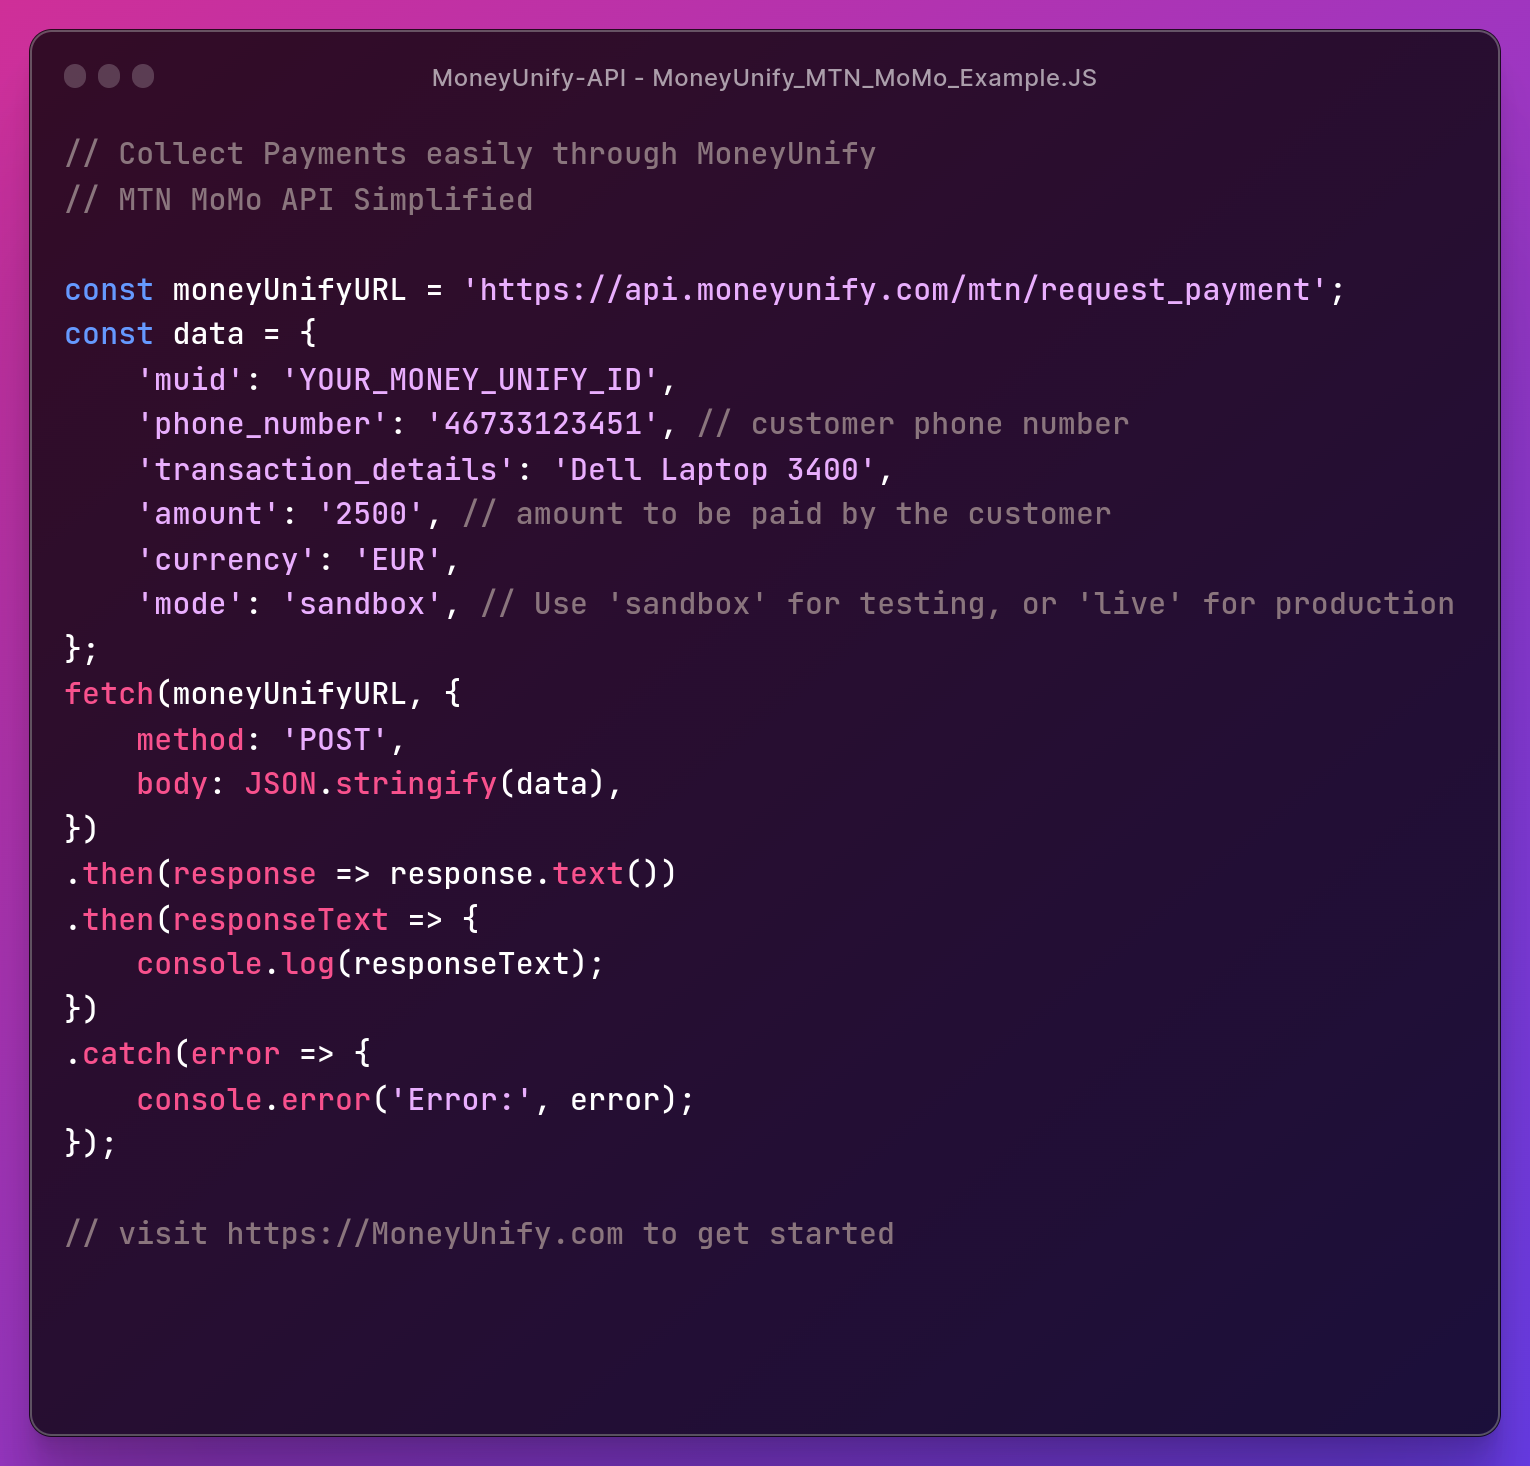 MoneyUnify-API - MoneyUnify_MTN_MoMo_Example.JS
// Collect Payments easily through MoneyUnify
// MTN MoMo API Simplified

const moneyUnifyURL = 'https://api.moneyunify.com/mtn/request_payment';
const data = {
    'muid': 'YOUR_MONEY_UNIFY_ID',
    'phone_number': '46733123451', // customer phone number
    'transaction_details': 'Dell Laptop 3400',
    'amount': '2500', // amount to be paid by the customer
    'currency': 'EUR',
    'mode': 'sandbox', // Use 'sandbox' for testing, or 'live' for production
};
fetch(moneyUnifyURL, {
    method: 'POST',
    body: JSON.stringify(data),
})
.then(response => response.text())
.then(responseText => {
    console.log(responseText);
})
.catch(error => {
    console.error('Error:', error);
});

// visit https://MoneyUnify.com to get started